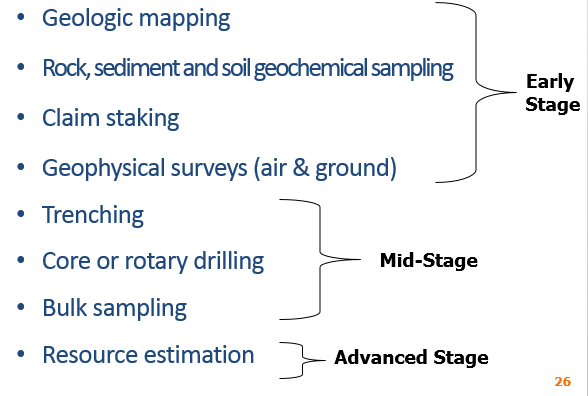 • Geologic mapping
• Rock, sediment and soil geochemical sampling
Early
Stage
• Claim staking
• Geophysical surveys (air & ground)
• Trenching
• Core or rotary drilling
Mid-Stage
• Bulk sampling
• Resource estimation
Advanced Stage
26